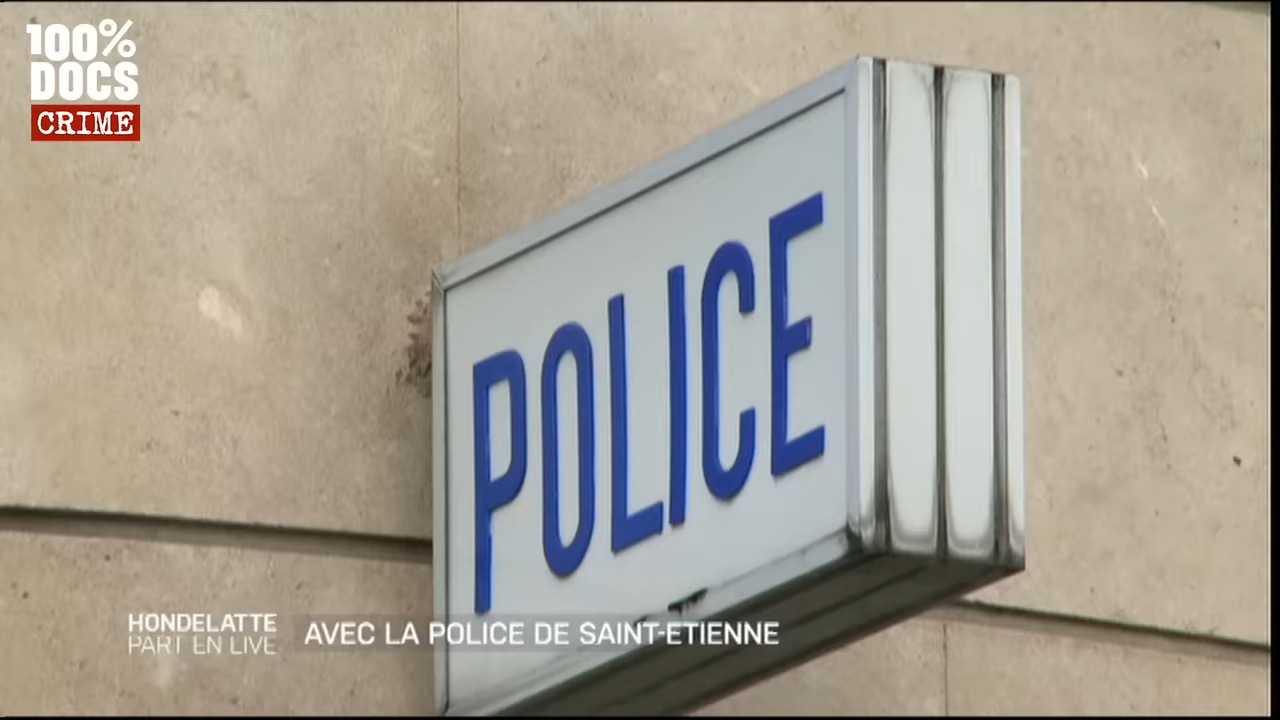 100%
DOCS
CRIME
POLICE
HONDELATTE
PART EN LIVE
AVEC LA POLICE DE SAINT-ETIENNE